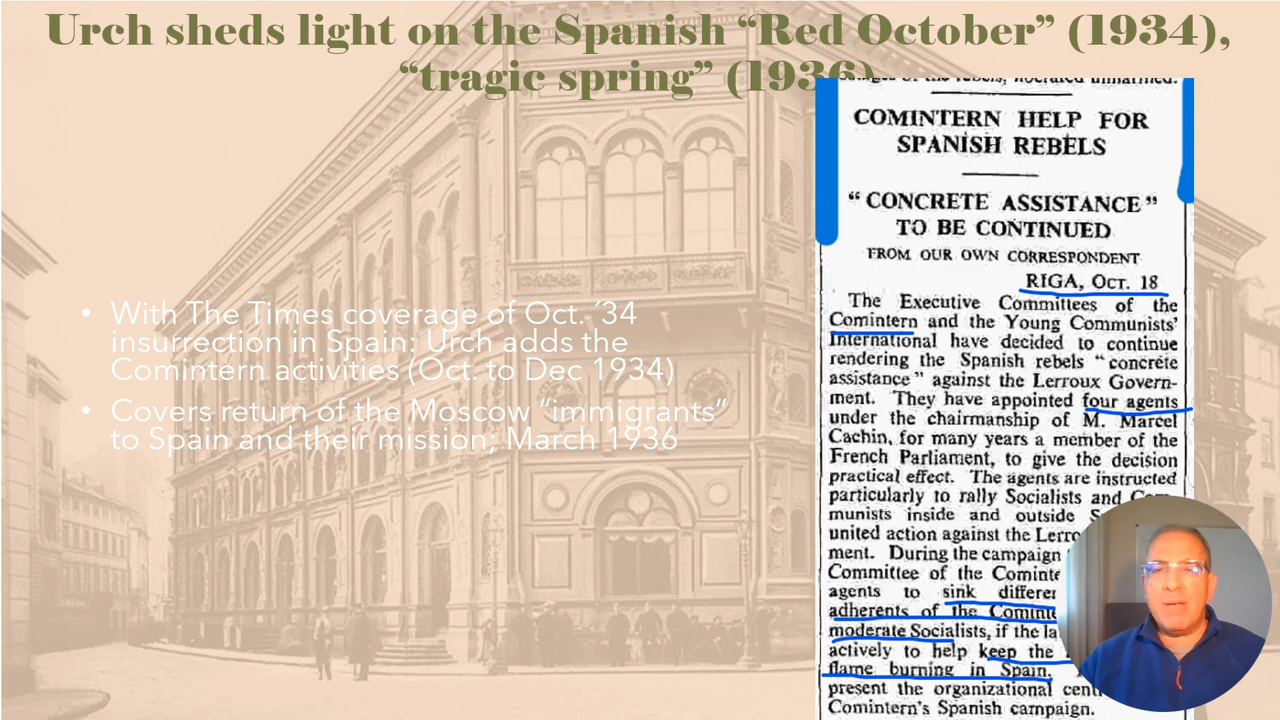 Urch sheds light on the Spanish “Red October” (1934),
“tragic spring” (1936)
• With The Times coverage of Oct. ´34
insurrection in Spain: Urch adds the
Comintern activities (Oct. to Dec 1934)
• Covers return of the Moscow “immigrants”
to Spain and their mission; March 1936
of the rebels, liberated unharmed.
COMINTERN HELP FOR
SPANISH REBELS
“CONCRETE ASSISTANCE”
TO BE CONTINUED
FROM OUR OWN CORRESPONDENT
RIGA, OCT. 18
The Executive Committees of the
Comintern and the Young Communists'
International have decided to continue
rendering the Spanish rebels “concrete
assistance” against the Lerroux Govern-
ment. They have appointed four agents
under the chairmanship of M. Marcel
Cachin, for many years a member of the
French Parliament, to give the decision
practical effect. The agents are instructed
particularly to rally Socialists and Com-
munists inside and outside
united action against the
ment. During the campaign
Committee of the
agents to sink
adherents of the
moderate Socialists, if the
actively to help keep the
flame burning in Spain.
present the organizational
Comintern's Spanish campaign.